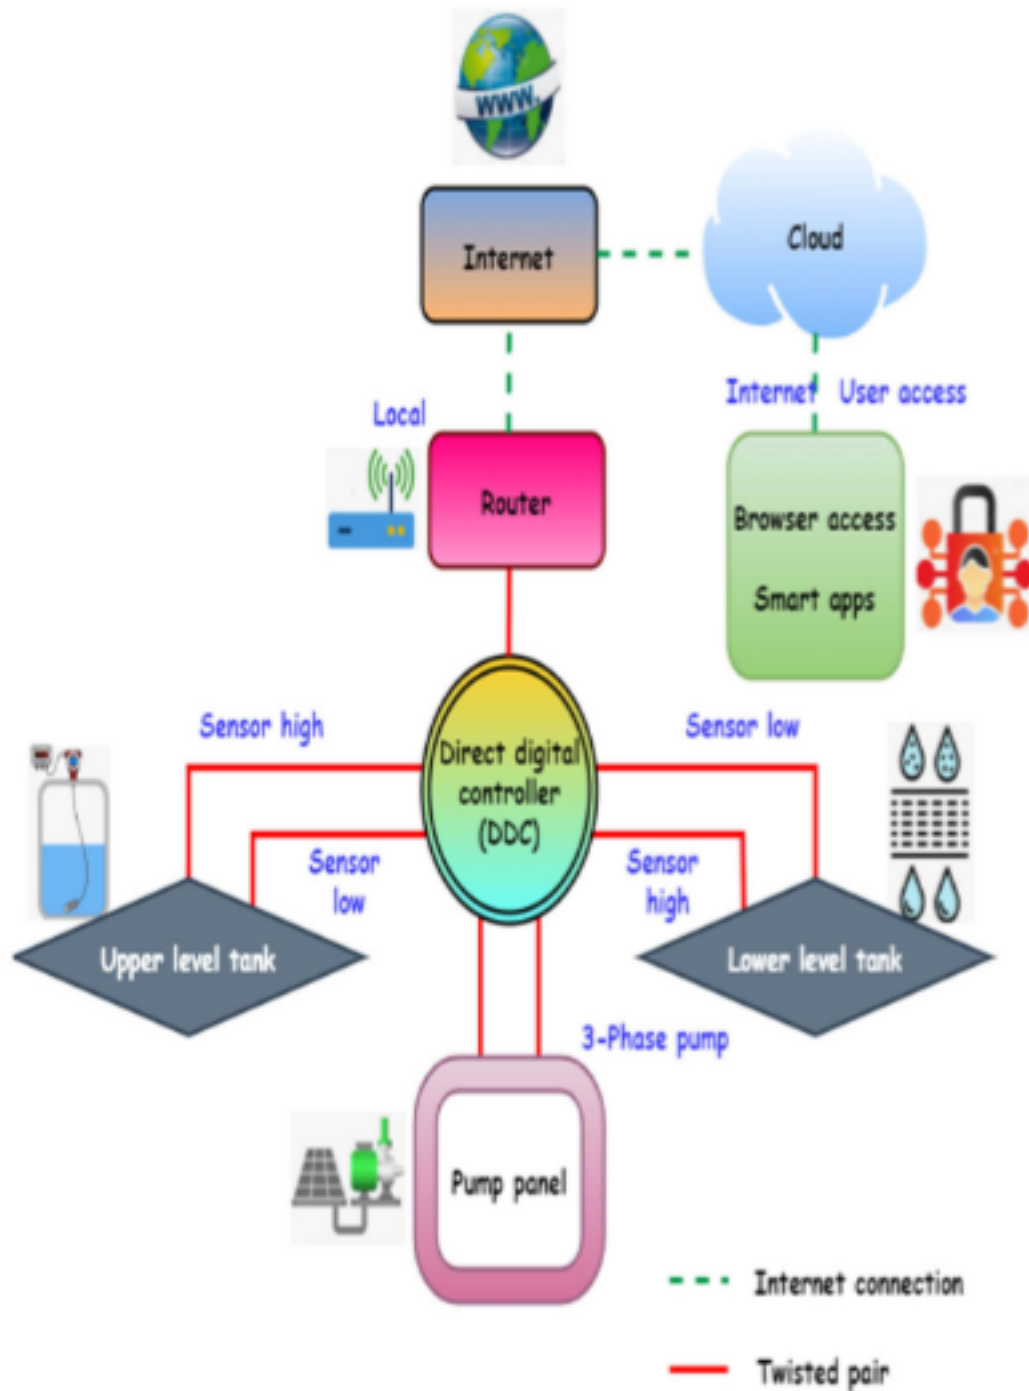 WWW.
Internet
Cloud
Internet User access
Local
Router
Browser access
Smart apps
Sensor high
Sensor low
Direct digital
controller
(DDC)
Sensor
low
Sensor
high
Upper level tank
Lower level tank
3-Phase pump
Pump panel
Internet connection
Twisted pair